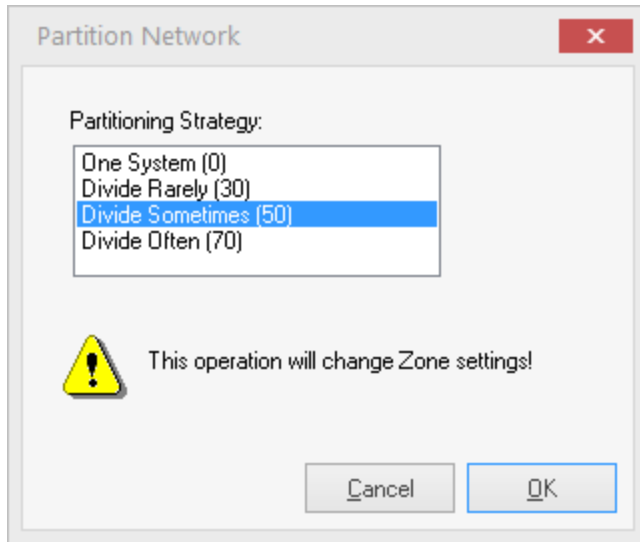 Partition Network
Partitioning Strategy:
One System (0)
Divide Rarely (30)
Divide Sometimes (50)
Divide Often (70)
This operation will change Zone settings!
Cancel
OK